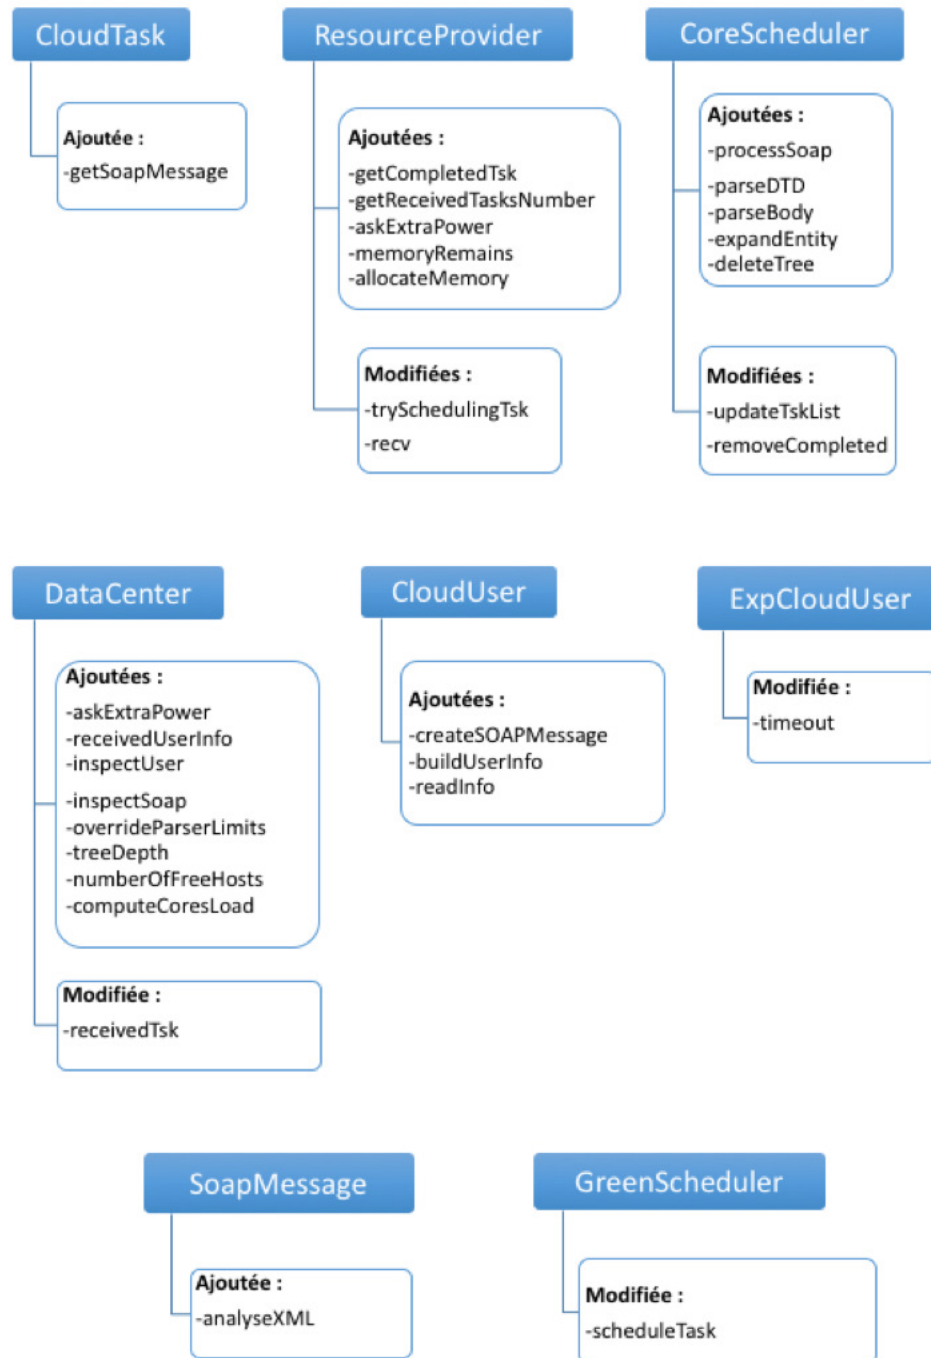 CloudTask
Ajoutée :
-getSoapMessage
ResourceProvider
Ajoutées :
-getCompletedTsk
-getReceivedTasksNumber
-askExtraPower
-memoryRemains
-allocateMemory
Modifiées :
-trySchedulingTsk
-recv
CoreScheduler
Ajoutées :
-processSoap
-parseDTD
-parseBody
-expandEntity
-deleteTree
Modifiées :
-updateTskList
-removeCompleted
DataCenter
Ajoutées :
-askExtraPower
-receivedUserInfo
-inspectUser
-inspectSoap
-overrideParserLimits
-treeDepth
-numberOfFreeHosts
-computeCoresLoad
Modifiée :
-receivedTsk
CloudUser
Ajoutées :
-createSOAPMessage
-buildUserInfo
-readInfo
ExpCloudUser
Modifiée :
-timeout
SoapMessage
Ajoutée :
-analyseXML
GreenScheduler
Modifiée :
-scheduleTask